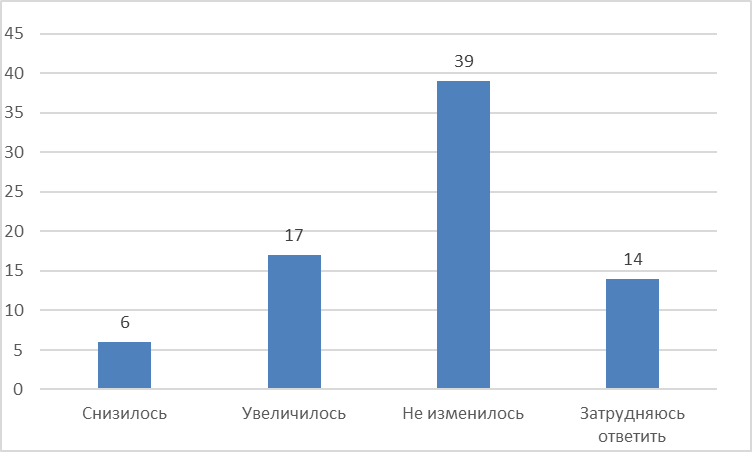 45
40
35
30
25
20
15
10
5
0
6
17
39
14
Снизилось
Увеличилось
Не изменилось
Затрудняюсь
ответить